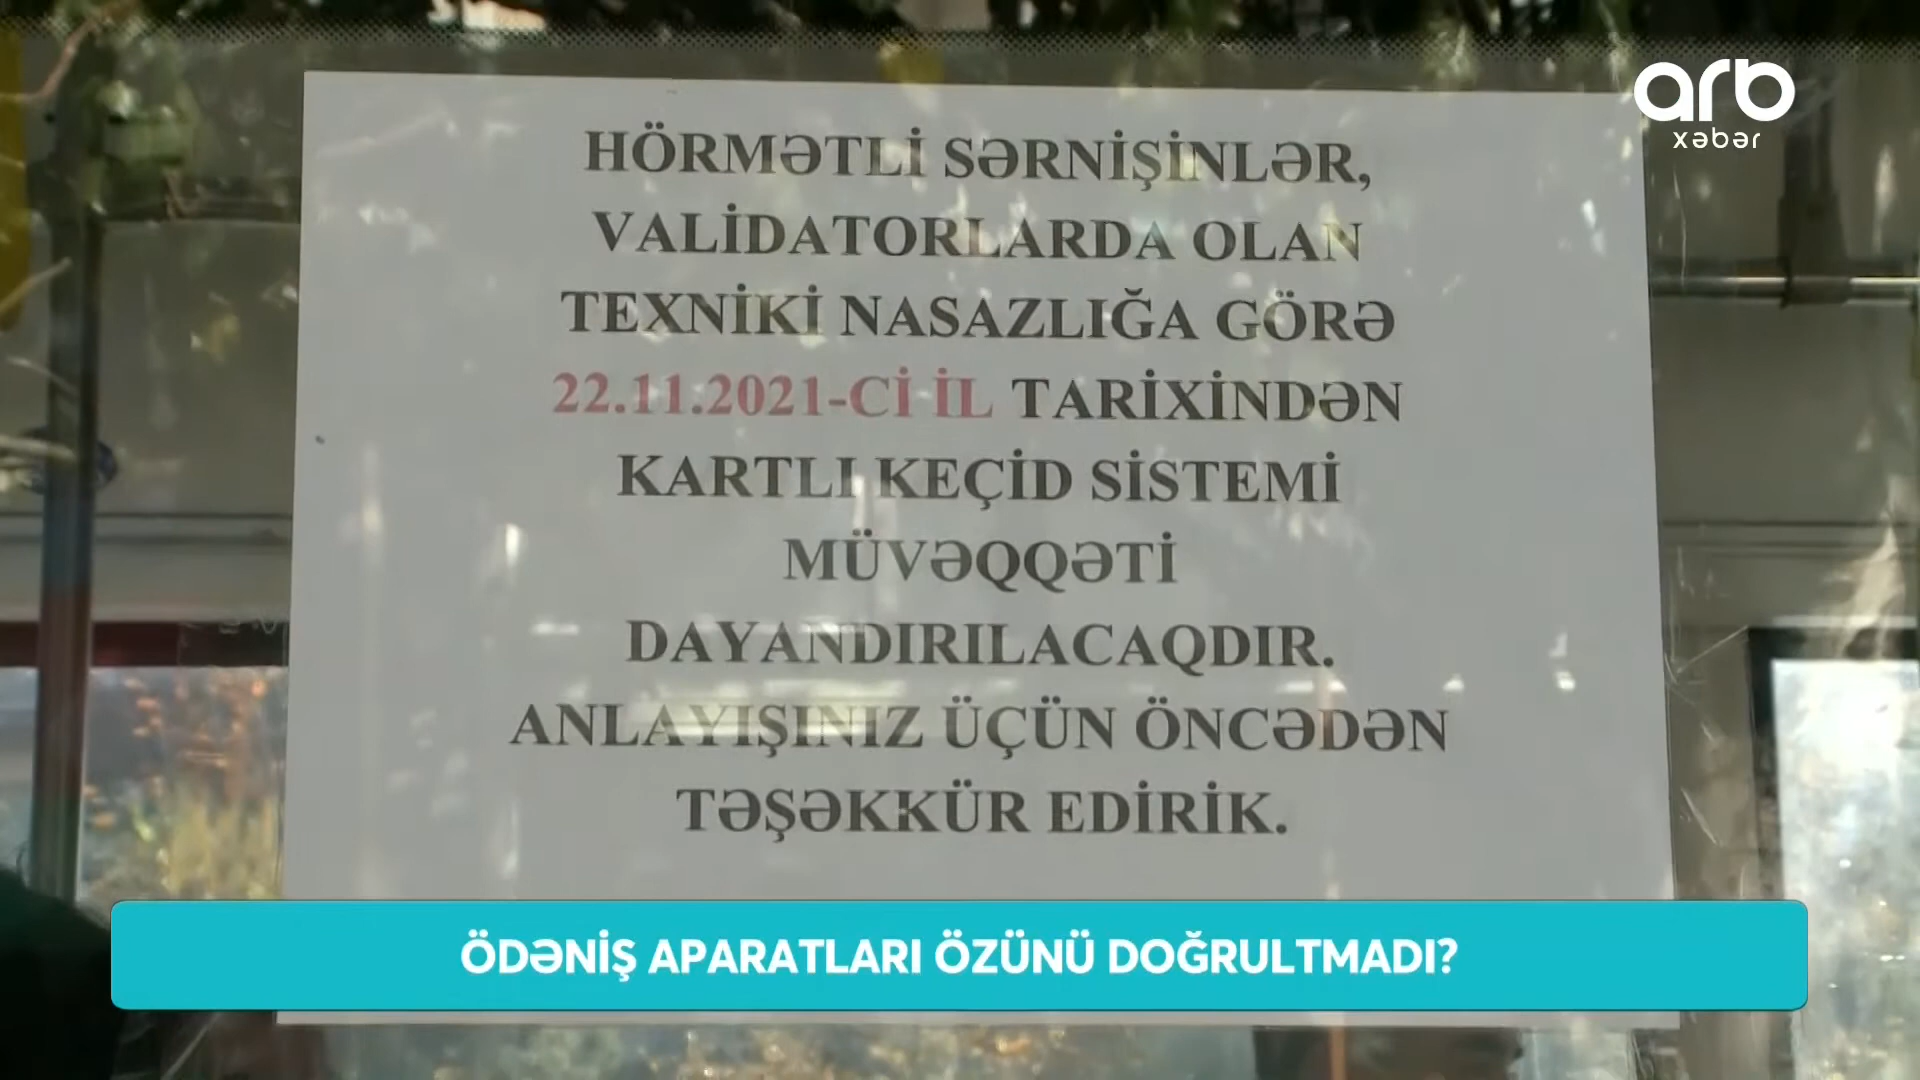 arb
xəbər
HÖRMƏTLİ SƏRNİŞİNLƏR,
VALİDATORLARDA OLAN
TEXNİKİ NASAZLIĞA GÖRƏ
22.11.2021-Cİ İL TARİXİNDƏN
KARTLI KEÇİD SİSTEMİ
MÜVƏQQƏTİ
DAYANDIRILACAQDIR.
ANLAYIŞINIZ ÜÇÜN ÖNCƏDƏN
TƏŞƏKKÜR EDİRİK.
ÖDƏNİŞ APARATLARI ÖZÜNÜ DOĞRULTMADI?